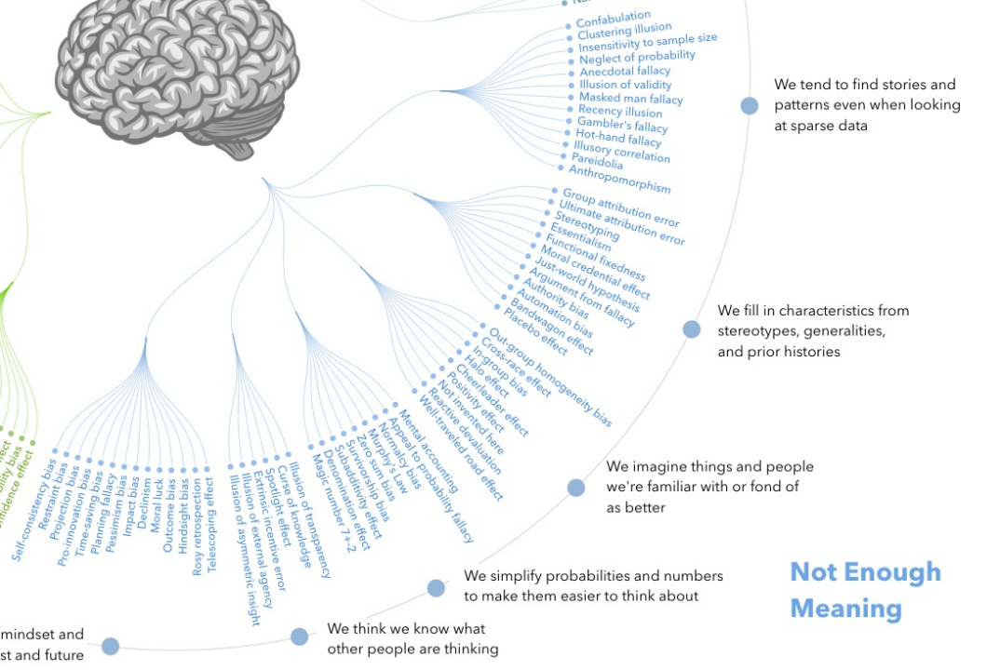 Confabulation
Clustering illusion
Insensitivity to sample size
Neglect of probability
Anecdotal fallacy
Illusion of validity
Masked man fallacy
Recency illusion
Gambler's fallacy
Hot-hand fallacy
Illusory correlation
Pareidolia
Anthropomorphism
We tend to find stories and
patterns even when looking
at sparse data
Group attribution error
Ultimate attribution error
Stereotyping
Essentialism
Functional fixedness
Moral credential effect
Just-world hypothesis
Argument from fallacy
Authority bias
Automation bias
Bandwagon effect
Placebo effect
We fill in characteristics from
stereotypes, generalities,
and prior histories
Out-group homogeneity bias
Cross-race effect
In-group bias
Halo effect
Cheerleader effect
Positivity effect
Not invented here
Reactive devaluation
Well-traveled road effect
We imagine things and people
we're familiar with or fond of
as better
Mental accounting
Appeal to probability fallacy
Normalcy bias
Murphy's Law
Zero sum bias
Survivorship bias
Subadditivity effect
Denomination effect
Magic number 7+-2
We simplify probabilities and numbers
to make them easier to think about
Illusion of transparency
Curse of knowledge
Spotlight effect
Extrinsic incentive error
Illusion of external agency
Illusion of asymmetric insight
We think we know what
other people are thinking
Telescoping effect
Rosy retrospection
Hindsight bias
Outcome bias
Moral luck
Declinism
Impact bias
Pessimism bias
Planning fallacy
Time-saving bias
Pro-innovation bias
Projection bias
Restraint bias
Self-consistency bias
mindset and
st and future
Not Enough
Meaning